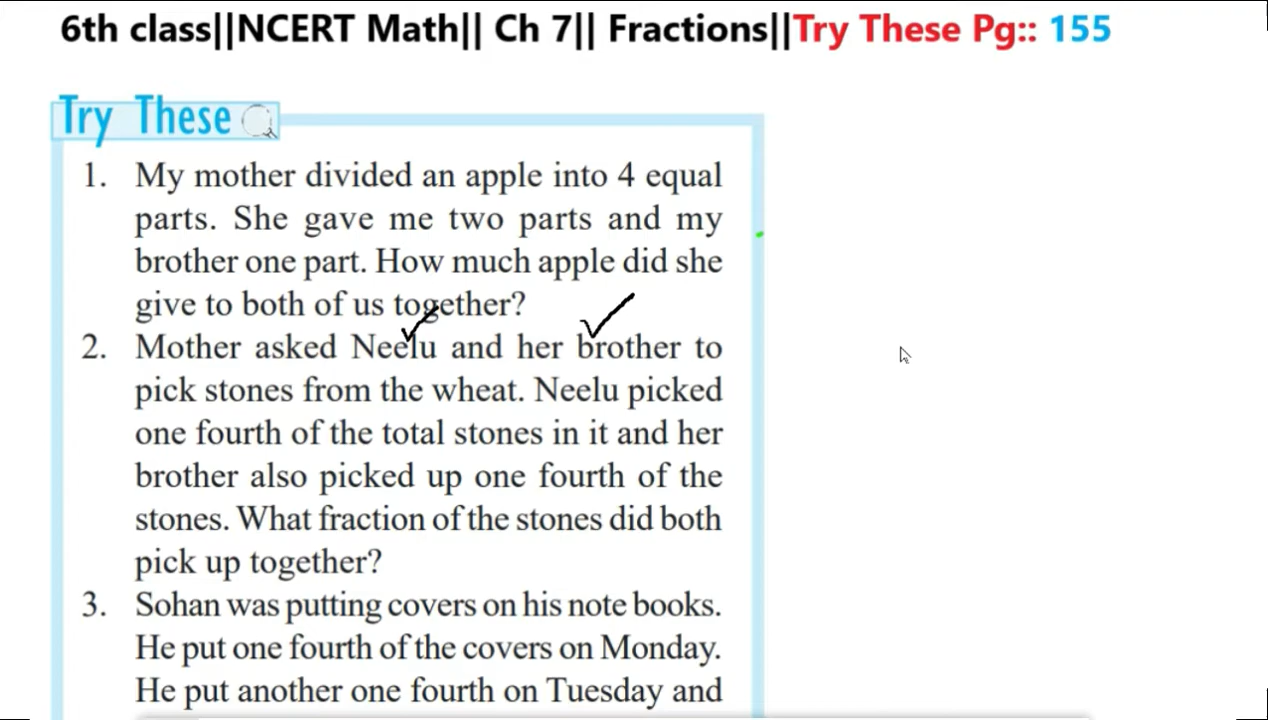 6th class||NCERT Math|| Ch 7|| Fractions||Try These Pg:: 155
Try These
1. My mother divided an apple into 4 equal
parts. She gave me two parts and my
brother one part. How much apple did she
give to both of us together?
2. Mother asked Neelu and her brother to
pick stones from the wheat. Neelu picked
one fourth of the total stones in it and her
brother also picked up one fourth of the
stones. What fraction of the stones did both
pick up together?
3. Sohan was putting covers on his note books.
He put one fourth of the covers on Monday.
He put another one fourth on Tuesday and